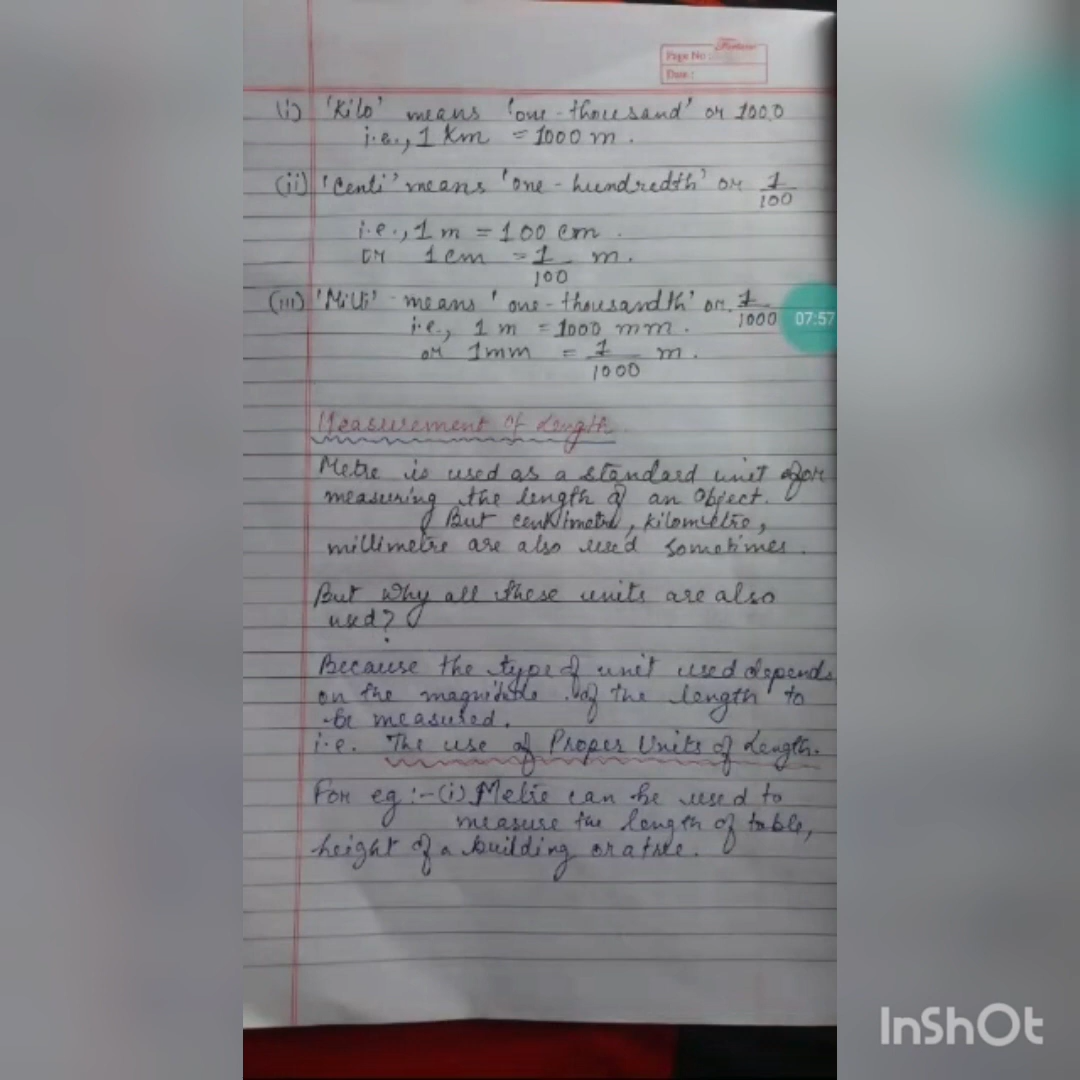 Fortune
Page No :
Date :
(i) 'Kilo' means 'one-thousand' or 1000
i.e., 1 Km = 1000 m.
(ii) 'Centi' means 'one-hundredth' or 1/100
i.e., 1 m = 100 cm.
or 1 cm = 1/100 m.
(iii) 'Milli' means 'one-thousandth' or 1/1000
07:57
i.e., 1 m = 1000 mm.
or 1mm = 1/1000 m.
Measurement of Length
Metre is used as a standard unit for
measuring the length of an Object.
But centimetre, kilometre,
millimetre are also used sometimes.
But why all these units are also
used?
Because the type of unit used depends
on the magnitude of the length to
be measured.
i.e. The use of Proper Units of Length.
For eg :- (i) Metre can be used to
measure the length of table,
height of a building or a tree.
InShOt